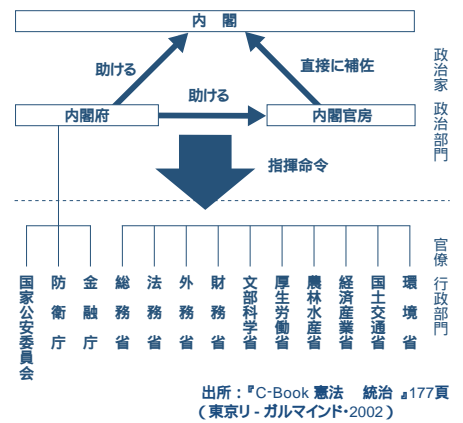 内 閣
助ける
直接に補佐
助ける
内閣府
内閣官房
指揮命令
政治家 政治部門
官僚 行政部門
国家公安委員会
防衛庁
金融庁
総務省
法務省
外務省
財務省
文部科学省
厚生労働省
農林水産省
経済産業省
国土交通省
環境省
出所:『C-Book 憲法 統治 』177頁
(東京リ-ガルマインド・2002)